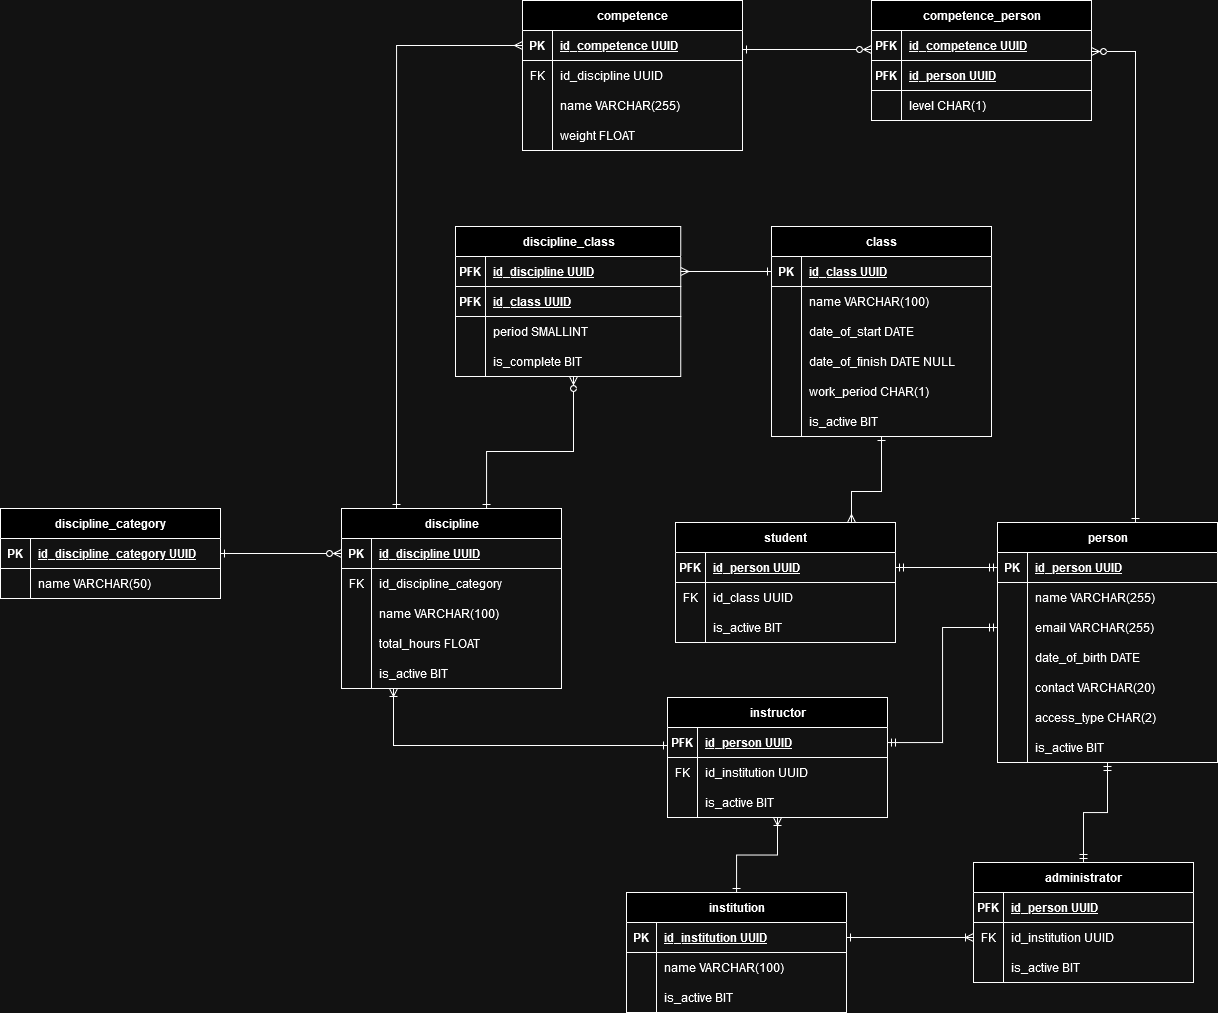 competence
PK id_competence UUID
FK id_discipline UUID
name VARCHAR(255)
weight FLOAT
competence_person
PFK id_competence UUID
PFK id_person UUID
level CHAR(1)
discipline_class
PFK id_discipline UUID
PFK id_class UUID
period SMALLINT
is_complete BIT
class
PK id_class UUID
name VARCHAR(100)
date_of_start DATE
date_of_finish DATE NULL
work_period CHAR(1)
is_active BIT
discipline_category
PK id_discipline_category UUID
name VARCHAR(50)
discipline
PK id_discipline UUID
FK id_discipline_category
name VARCHAR(100)
total_hours FLOAT
is_active BIT
student
PFK id_person UUID
FK id_class UUID
is_active BIT
person
PK id_person UUID
name VARCHAR(255)
email VARCHAR(255)
date_of_birth DATE
contact VARCHAR(20)
access_type CHAR(2)
is_active BIT
instructor
PFK id_person UUID
FK id_institution UUID
is_active BIT
institution
PK id_institution UUID
name VARCHAR(100)
is_active BIT
administrator
PFK id_person UUID
FK id_institution UUID
is_active BIT